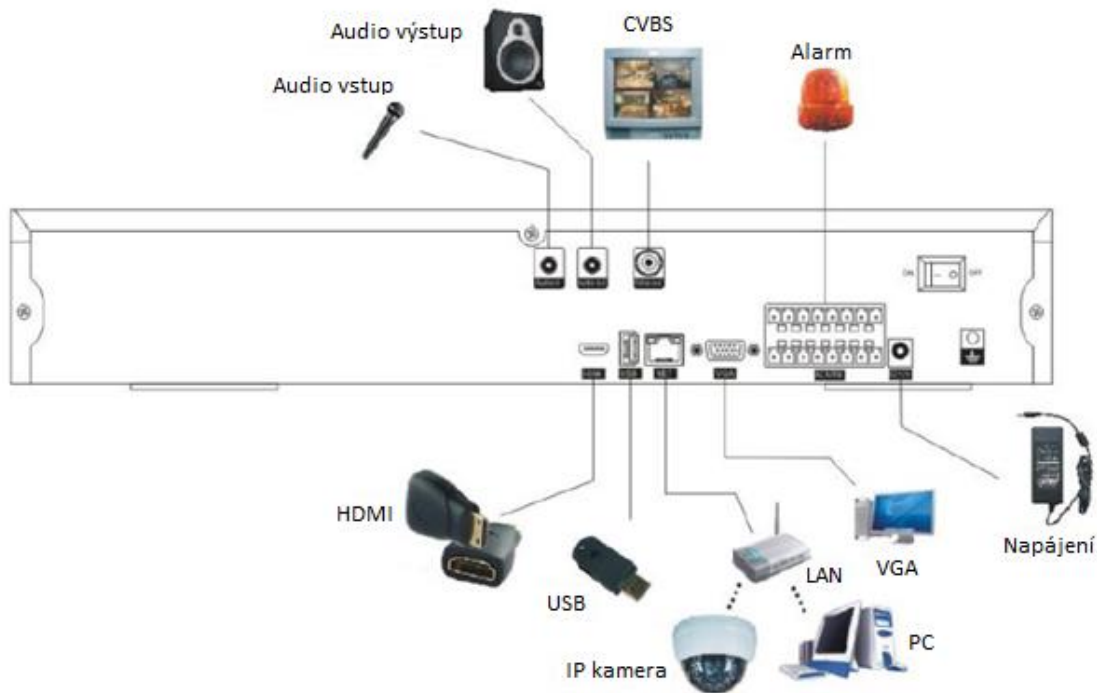 Audio výstup
CVBS
Alarm
Audio vstup
ON
OFF
USB
NET
VGA
HDMI
USB
LAN
VGA
Napájení
IP kamera
PC